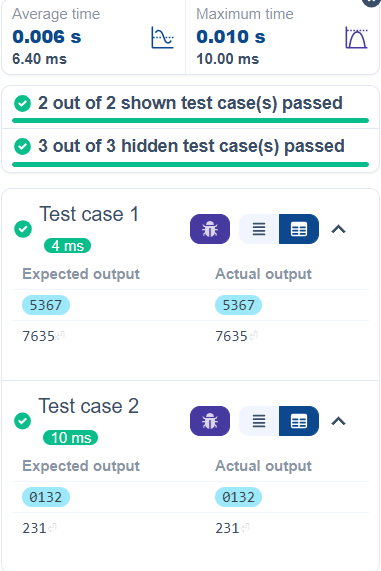 Average time
Maximum time
0.006 s
0.010 s
6.40 ms
10.00 ms
2 out of 2 shown test case(s) passed
3 out of 3 hidden test case(s) passed
Test case 1
4 ms
Expected output
Actual output
5367
5367
7635⏎
7635⏎
Test case 2
10 ms
Expected output
Actual output
0132
0132
231⏎
231⏎